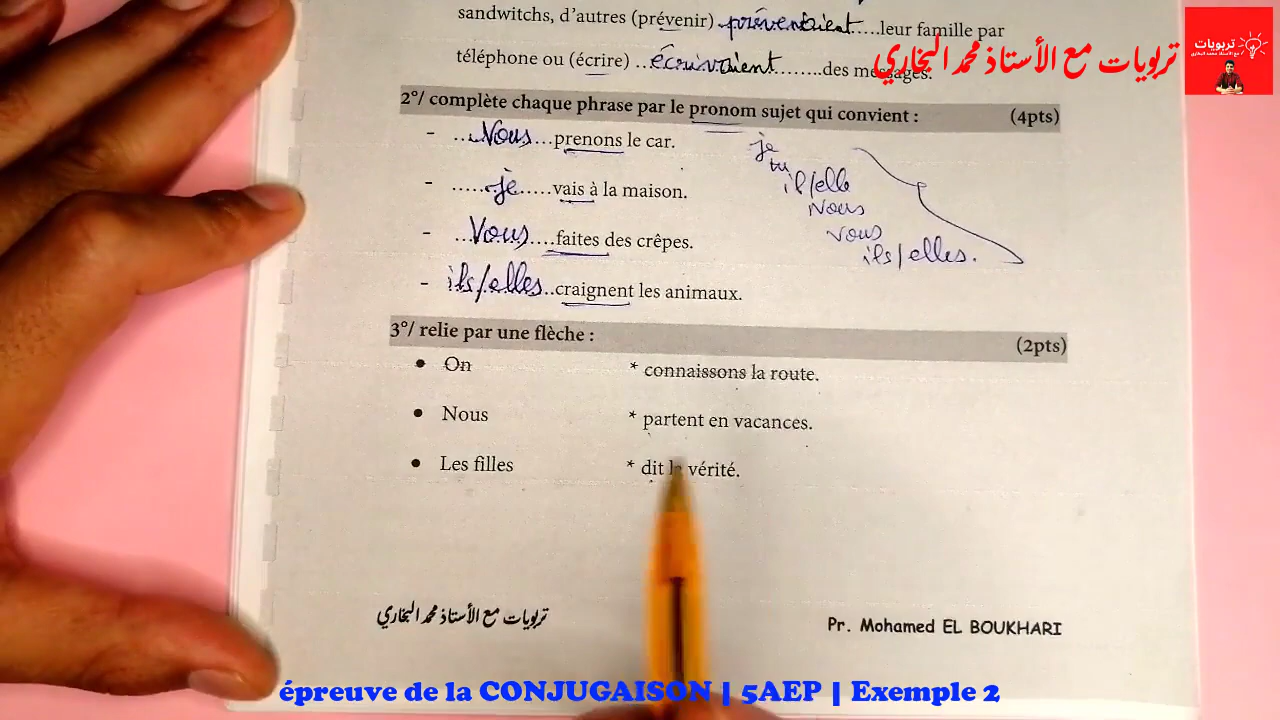 sandwitchs, d'autres (prévenir) prévenaient.....leur famille par
téléphone ou (écrire) ..écrivaient........des messages.
تربويات مع الأستاذ محمد البخاري
تربويات
2°/ complète chaque phrase par le pronom sujet qui convient : (4pts)
- ...Nous...prenons le car.
- .....je.....vais à la maison.
- ...Vous....faites des crêpes.
- ils/elles..craignent les animaux.
je
tu
il/elle
Nous
vous
ils/elles.
3°/ relie par une flèche : (2pts)
• On * connaissons la route.
• Nous * partent en vacances.
• Les filles * dit la vérité.
تربويات مع الأستاذ محمد البخاري Pr. Mohamed EL BOUKHARI
épreuve de la CONJUGAISON | 5AEP | Exemple 2